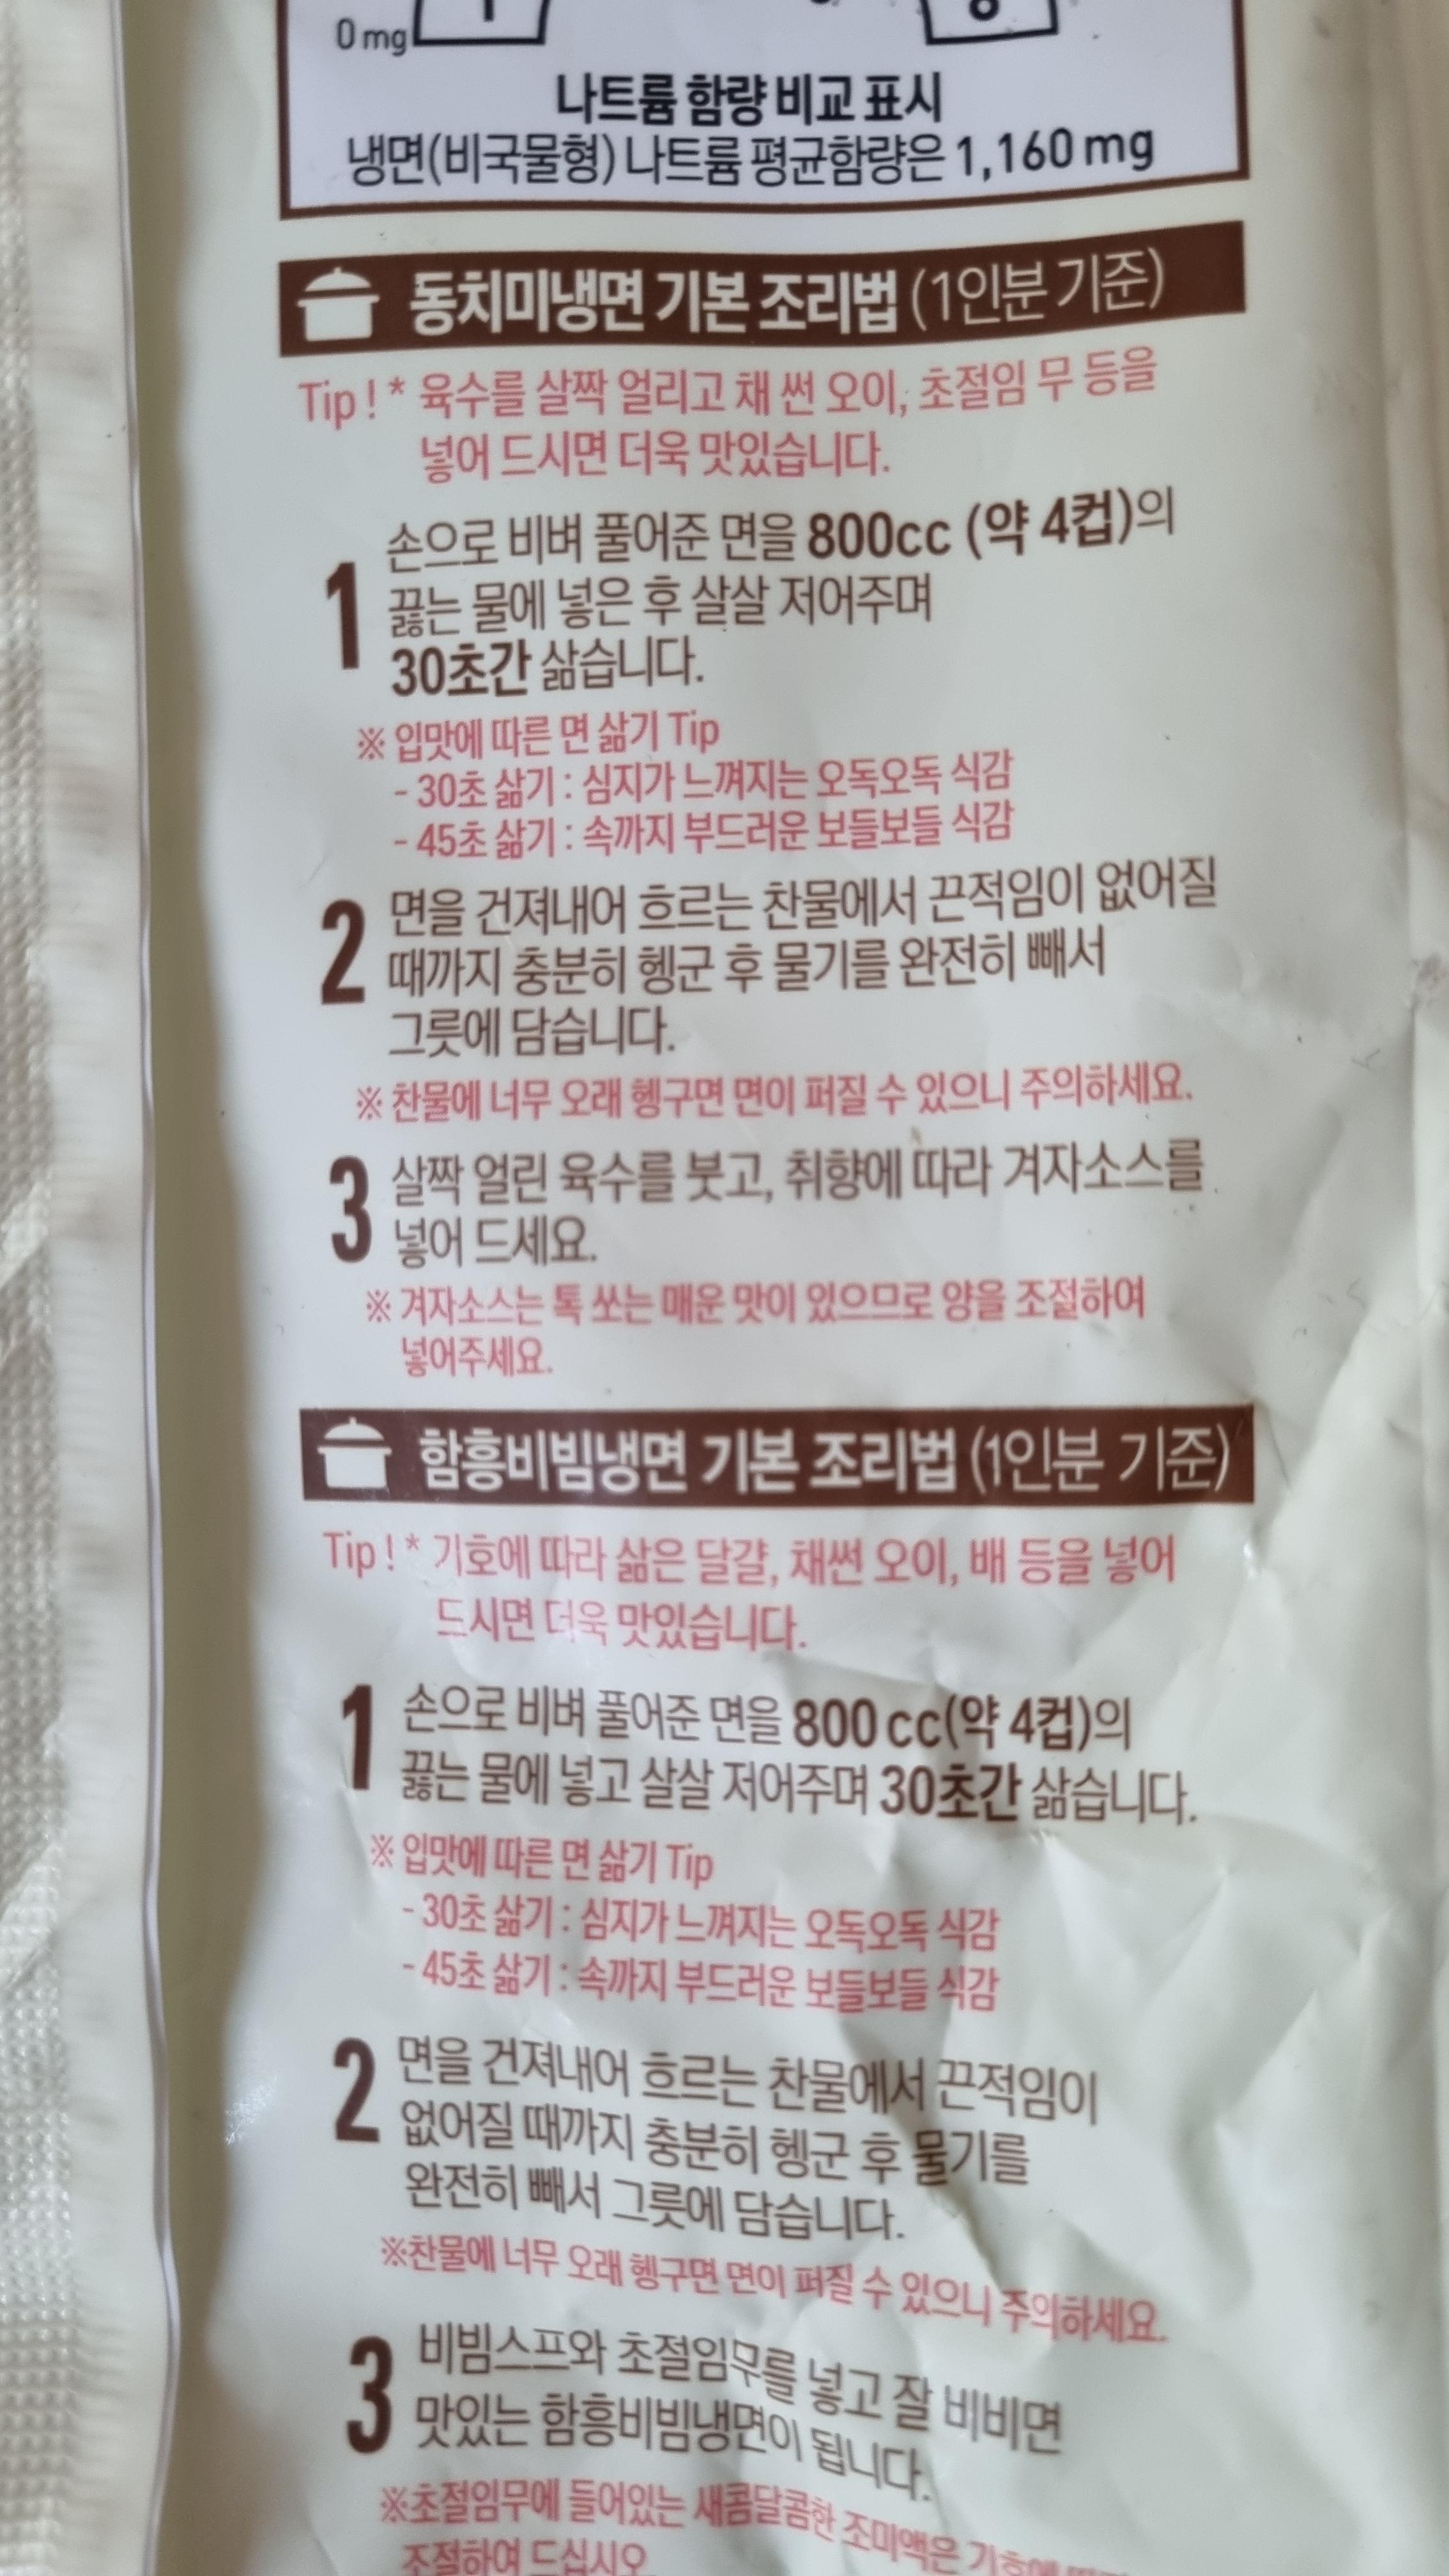 0 mg
나트륨 함량 비교 표시
냉면(비국물형) 나트륨 평균함량은 1,160 mg
동치미냉면 기본 조리법 (1인분 기준)
Tip ! * 육수를 살짝 얼리고 채 썬 오이, 초절임 무 등을
넣어 드시면 더욱 맛있습니다.
1 손으로 비벼 풀어준 면을 800cc (약 4컵)의
끓는 물에 넣은 후 살살 저어주며
30초간 삶습니다.
※ 입맛에 따른 면 삶기 Tip
- 30초 삶기 : 심지가 느껴지는 오독오독 식감
- 45초 삶기 : 속까지 부드러운 보들보들 식감
2 면을 건져내어 흐르는 찬물에서 끈적임이 없어질
때까지 충분히 헹군 후 물기를 완전히 빼서
그릇에 담습니다.
※ 찬물에 너무 오래 헹구면 면이 퍼질 수 있으니 주의하세요.
3 살짝 얼린 육수를 붓고, 취향에 따라 겨자소스를
넣어 드세요.
※ 겨자소스는 톡 쏘는 매운 맛이 있으므로 양을 조절하여
넣어주세요.
함흥비빔냉면 기본 조리법 (1인분 기준)
Tip ! * 기호에 따라 삶은 달걀, 채썬 오이, 배 등을 넣어
드시면 더욱 맛있습니다.
1 손으로 비벼 풀어준 면을 800 cc(약 4컵)의
끓는 물에 넣고 살살 저어주며 30초간 삶습니다.
※ 입맛에 따른 면 삶기 Tip
- 30초 삶기 : 심지가 느껴지는 오독오독 식감
- 45초 삶기 : 속까지 부드러운 보들보들 식감
2 면을 건져내어 흐르는 찬물에서 끈적임이
없어질 때까지 충분히 헹군 후 물기를
완전히 빼서 그릇에 담습니다.
※찬물에 너무 오래 헹구면 면이 퍼질 수 있으니 주의하세요.
3 비빔스프와 초절임무를 넣고 잘 비비면
맛있는 함흥비빔냉면이 됩니다.
※초절임무에 들어있는 새콤달콤한 조미액은 기호에
조절하여 드십시오